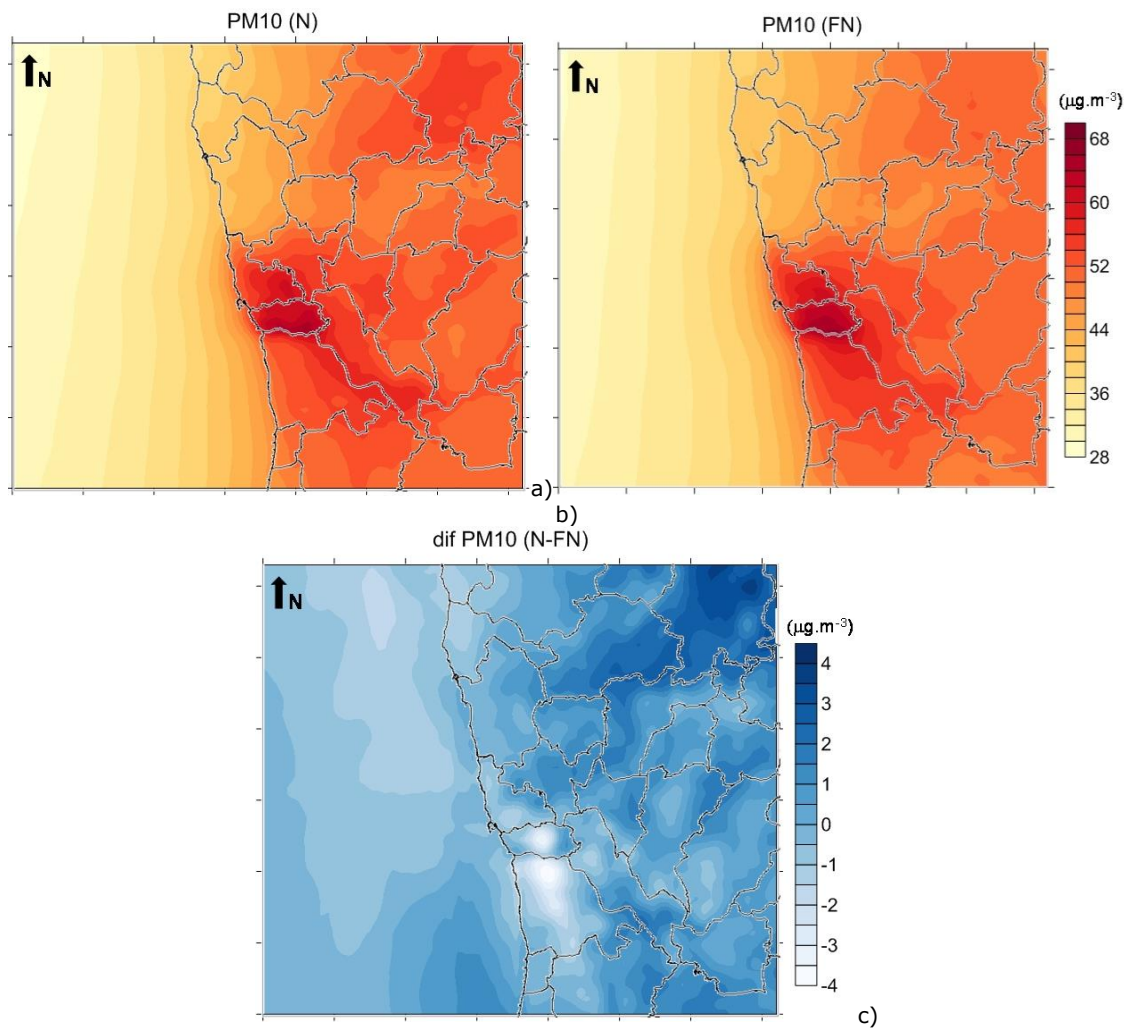 PM10 (N)
PM10 (FN)
N
N
(µg.m-3)
68
60
52
44
36
28
a)
b)
dif PM10 (N-FN)
N
(µg.m-3)
4
3
2
1
0
-1
-2
-3
-4
c)